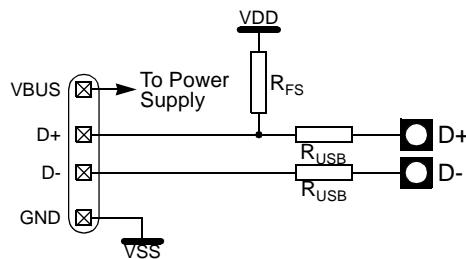 VDD
VBUS
To Power
Supply
RFS
D+
D+
RUSB
D-
D-
RUSB
GND
VSS